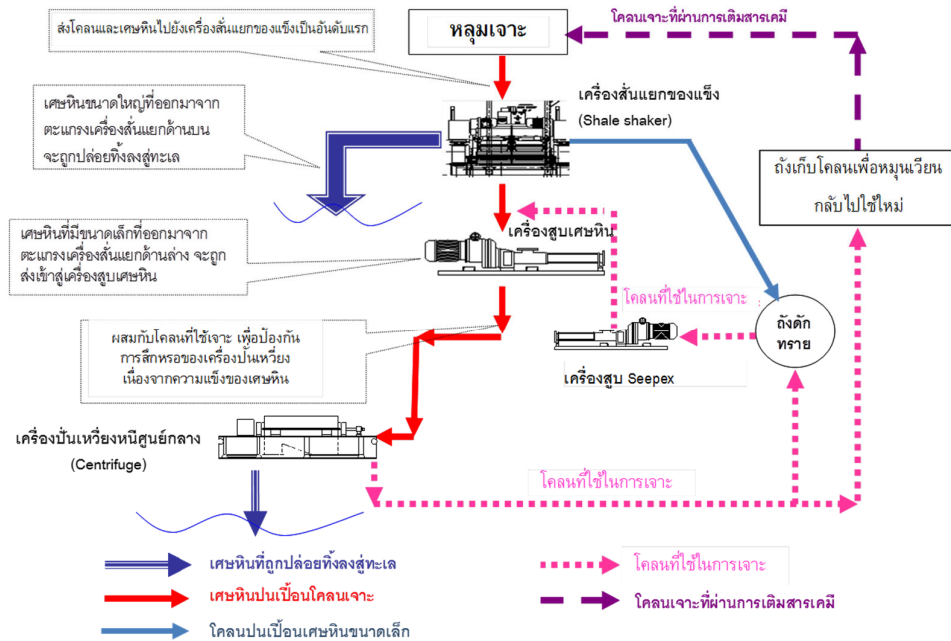 ส่งโคลนและเศษหินไปยังเครื่องสั่นแยกของแข็งเป็นอันดับแรก
หลุมเจาะ
โคลนเจาะที่ผ่านการเติมสารเคมี
เศษหินขนาดใหญ่ที่ออกมาจาก
ตะแกรงเครื่องสั่นแยกด้านบน
จะถูกปล่อยทิ้งลงสู่ทะเล
เครื่องสั่นแยกของแข็ง
(Shale shaker)
ถังเก็บโคลนเพื่อหมุนเวียน
กลับไปใช้ใหม่
เศษหินที่มีขนาดเล็กที่ออกมาจาก
ตะแกรงเครื่องสั่นแยกด้านล่าง จะถูก
ส่งเข้าสู่เครื่องสูบเศษหิน
เครื่องสูบเศษหิน
โคลนที่ใช้ในการเจาะ
ถังดัก
ทราย
ผสมกับโคลนที่ใช้เจาะ เพื่อป้องกัน
การสึกหรอของเครื่องปั่นเหวี่ยง
เนื่องจากความแข็งของเศษหิน
เครื่องสูบ Seepex
เครื่องปั่นเหวี่ยงหนีศูนย์กลาง
(Centrifuge)
โคลนที่ใช้ในการเจาะ
เศษหินที่ถูกปล่อยทิ้งลงสู่ทะเล
โคลนที่ใช้ในการเจาะ
เศษหินปนเปื้อนโคลนเจาะ
โคลนเจาะที่ผ่านการเติมสารเคมี
โคลนปนเปื้อนเศษหินขนาดเล็ก